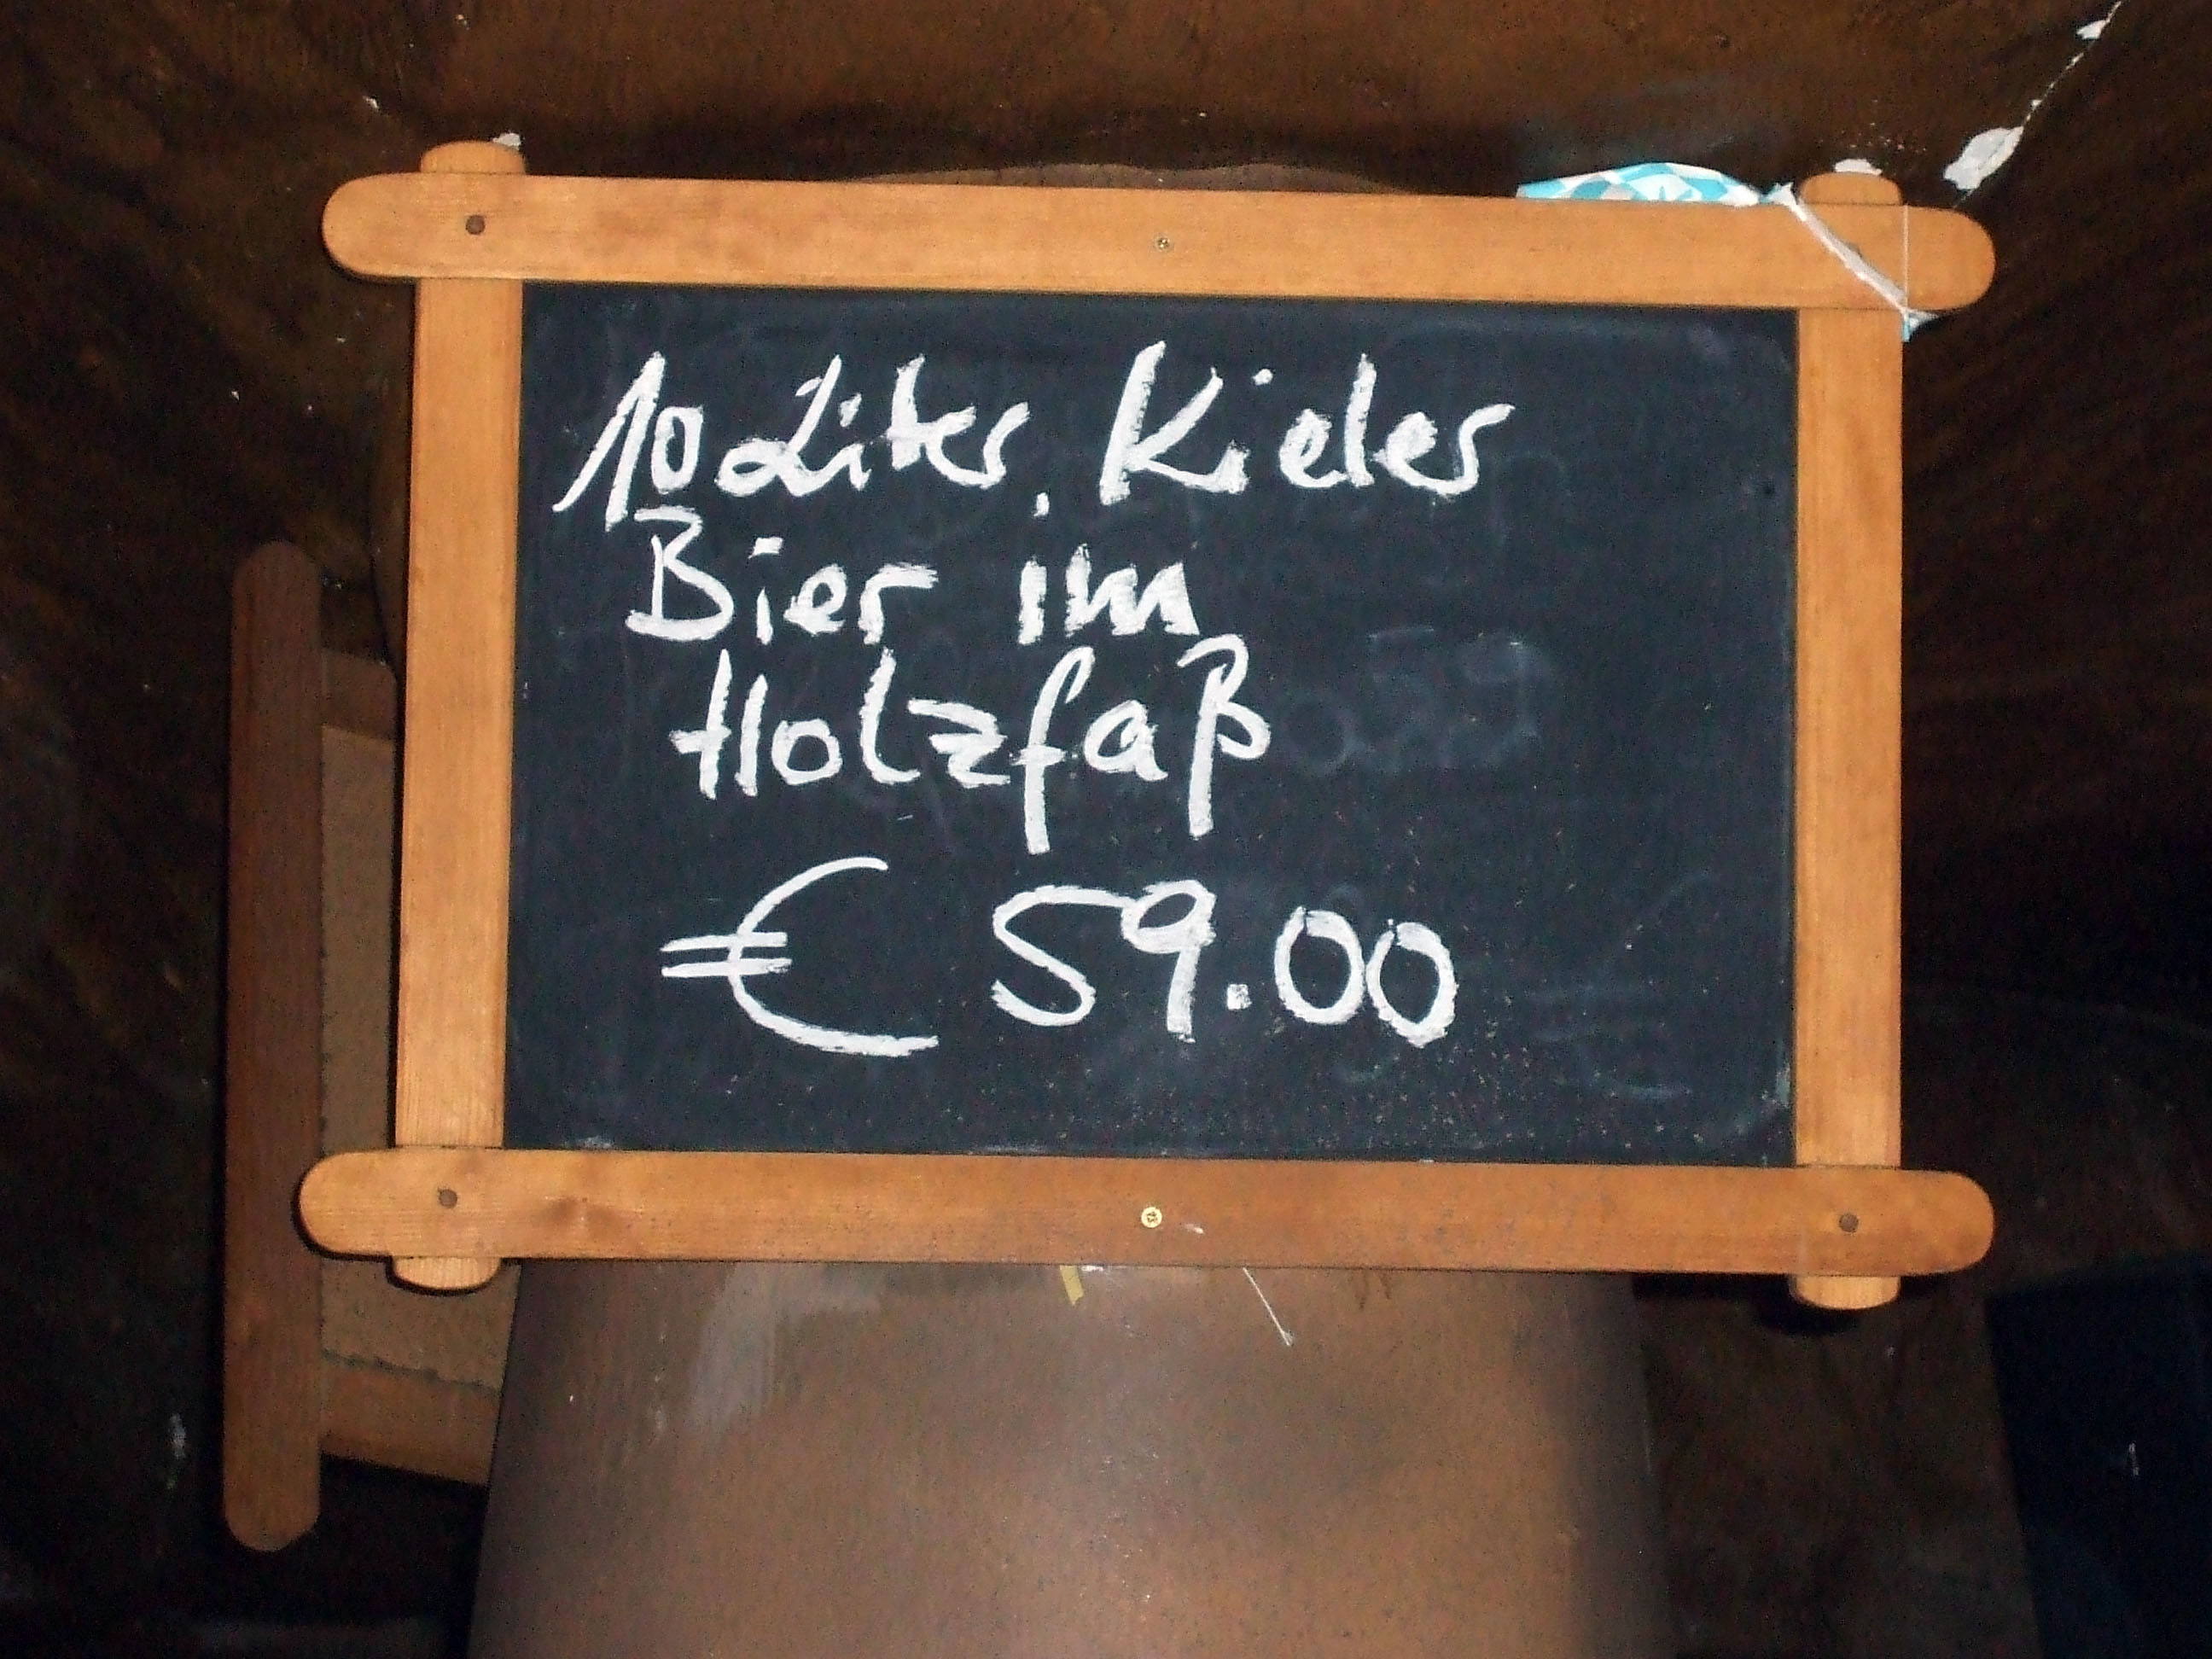 10 Liter Kieler
Bier im
Holzfaß
€ 59.00